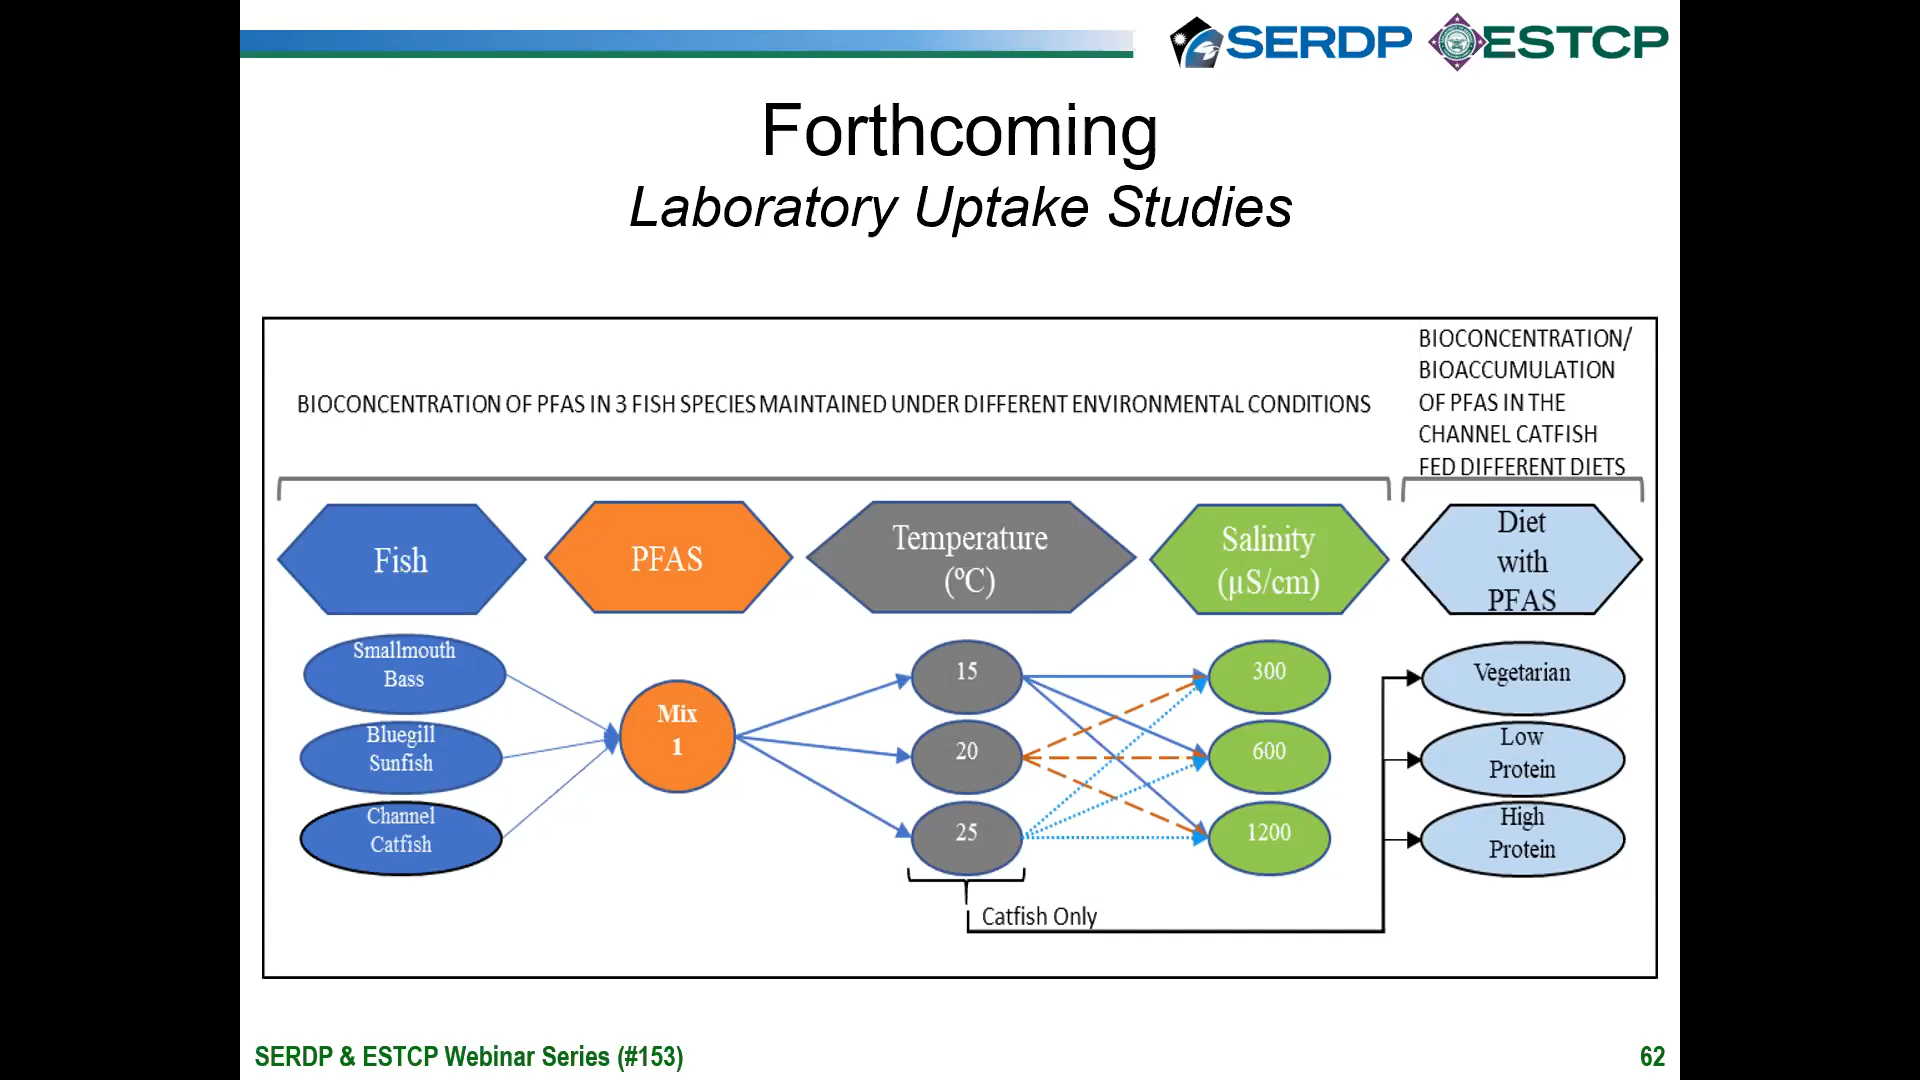 SERDP ESTCP
Forthcoming
Laboratory Uptake Studies
BIOCONCENTRATION OF PFAS IN 3 FISH SPECIES MAINTAINED UNDER DIFFERENT ENVIRONMENTAL CONDITIONS
BIOCONCENTRATION/
BIOACCUMULATION
OF PFAS IN THE
CHANNEL CATFISH
FED DIFFERENT DIETS
Fish
PFAS
Temperature
(ºC)
Salinity
(µS/cm)
Diet
with
PFAS
Smallmouth
Bass
Bluegill
Sunfish
Channel
Catfish
Mix
1
15
20
25
300
600
1200
Vegetarian
Low
Protein
High
Protein
Catfish Only
SERDP & ESTCP Webinar Series (#153)
62